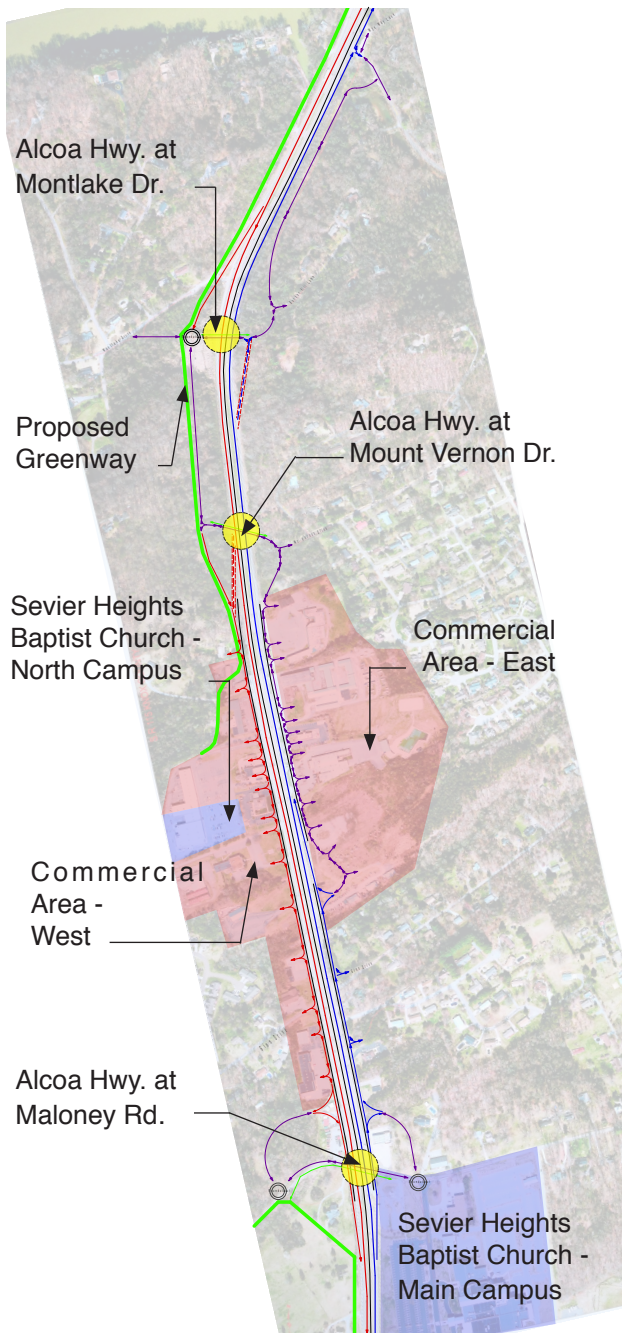 Alcoa Hwy. at
Montlake Dr.
Proposed
Greenway
Alcoa Hwy. at
Mount Vernon Dr.
Sevier Heights
Baptist Church -
North Campus
Commercial
Area - East
Commercial
Area -
West
Alcoa Hwy. at
Maloney Rd.
Sevier Heights
Baptist Church -
Main Campus